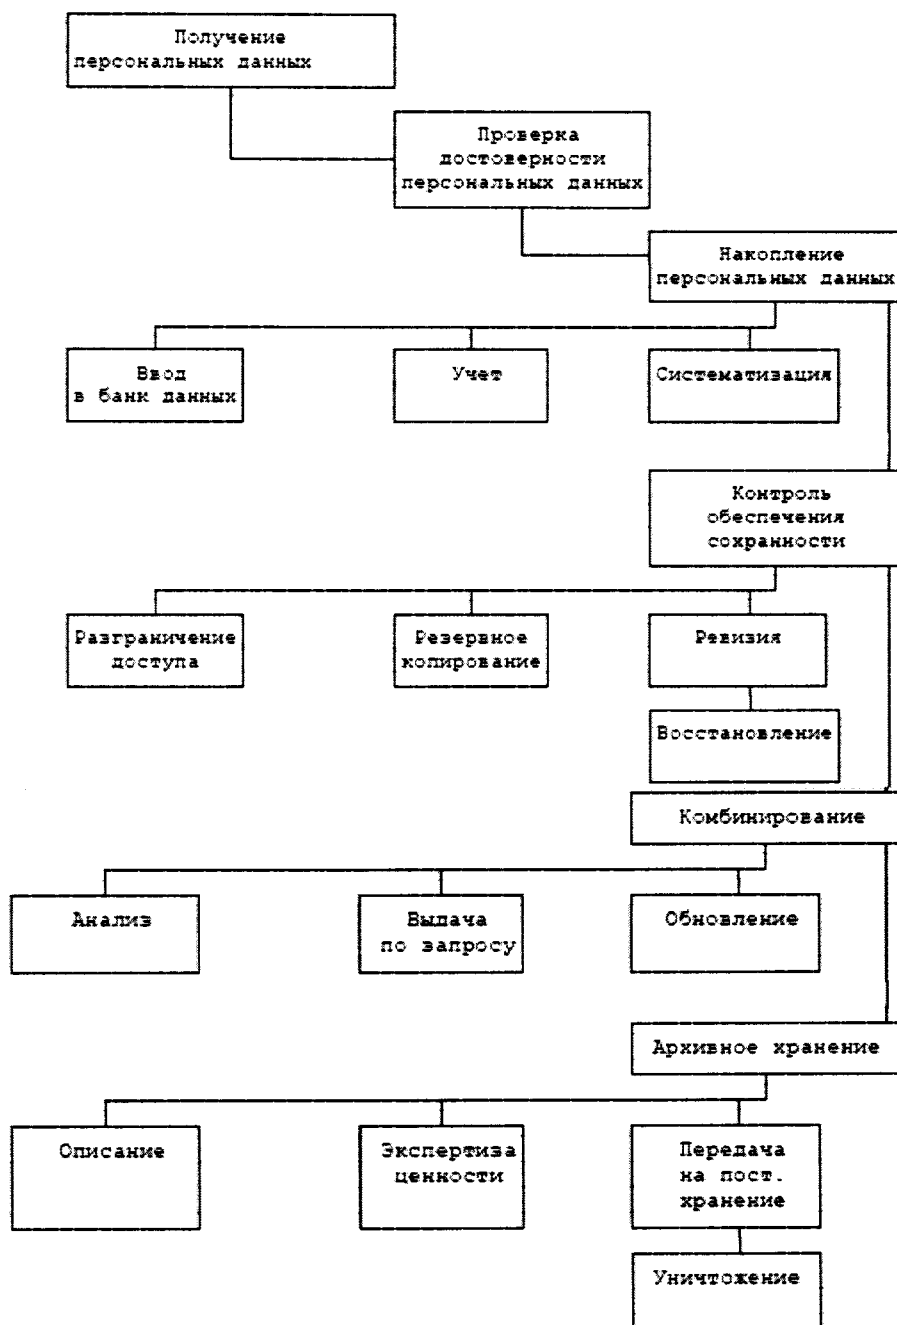 Получение
персональных данных
Проверка
достоверности
персональных данных
Накопление
персональных данных
Ввод
в банк данных
Учет
Систематизация
Контроль
обеспечения
сохранности
Разграничение
доступа
Резервное
копирование
Ревизия
Восстановление
Комбинирование
Анализ
Выдача
по запросу
Обновление
Архивное хранение
Описание
Экспертиза
ценности
Передача
на пост.
хранение
Уничтожение